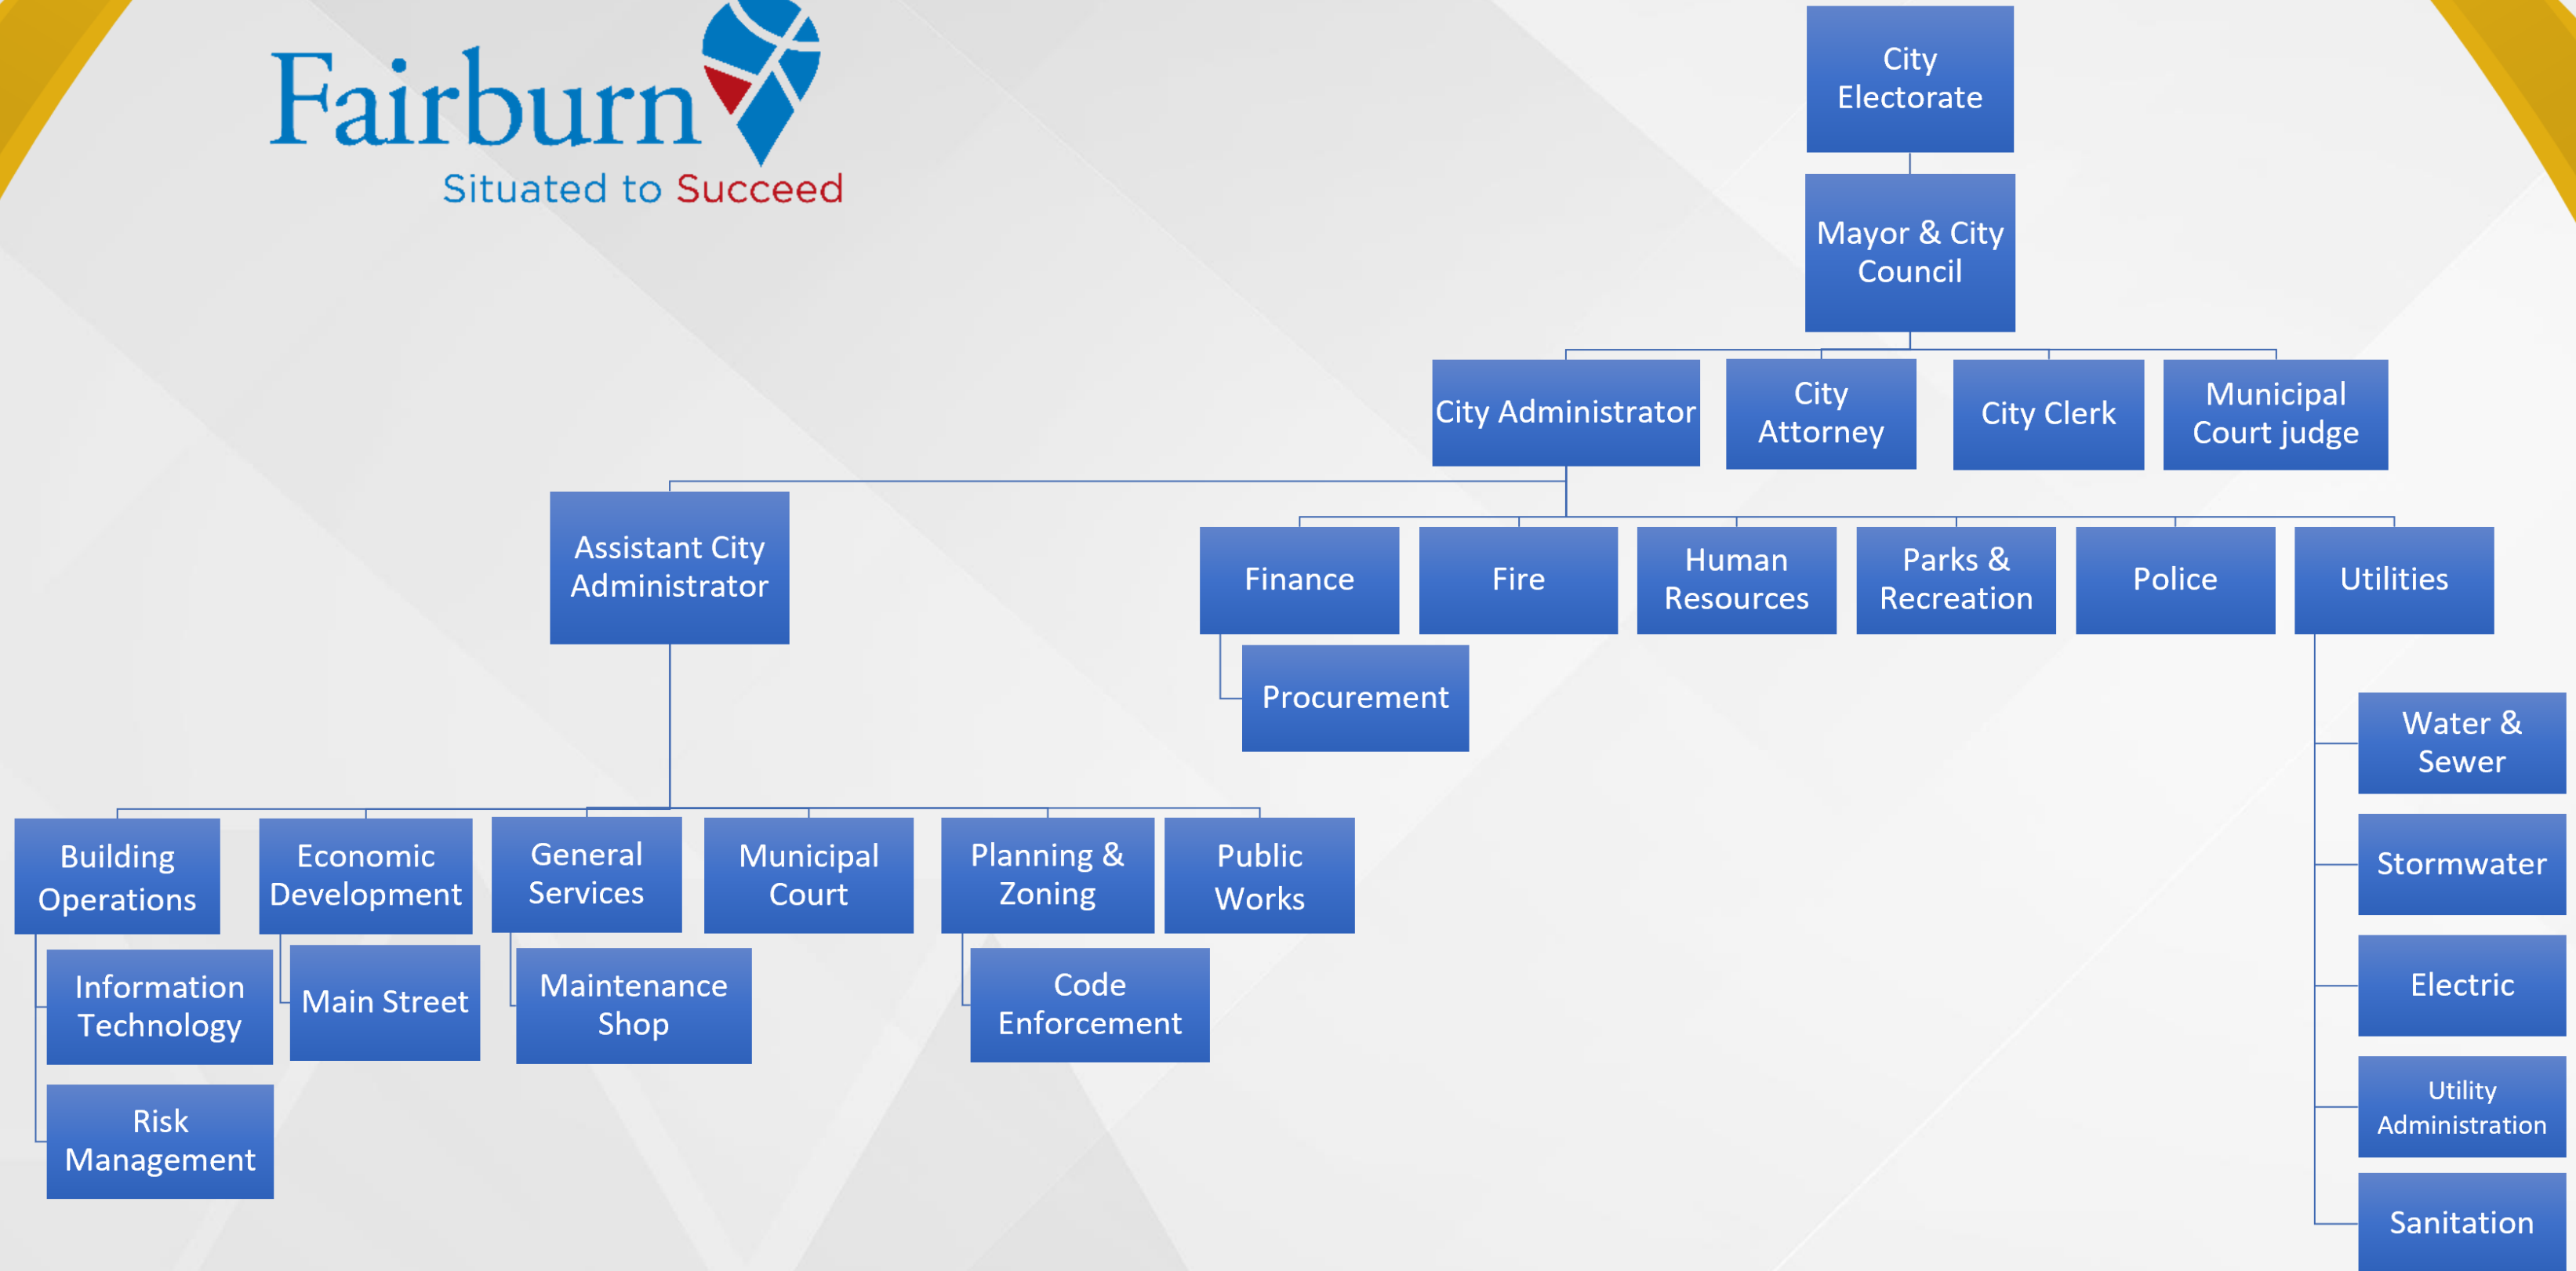 Fairburn
Situated to Succeed
City
Electorate
Mayor & City
Council
City Administrator
City
Attorney
City Clerk
Municipal
Court judge
Assistant City
Administrator
Finance
Fire
Human
Resources
Parks &
Recreation
Police
Utilities
Procurement
Water &
Sewer
Stormwater
Electric
Utility
Administration
Sanitation
Building
Operations
Economic
Development
General
Services
Municipal
Court
Planning &
Zoning
Public
Works
Information
Technology
Main Street
Maintenance
Shop
Code
Enforcement
Risk
Management